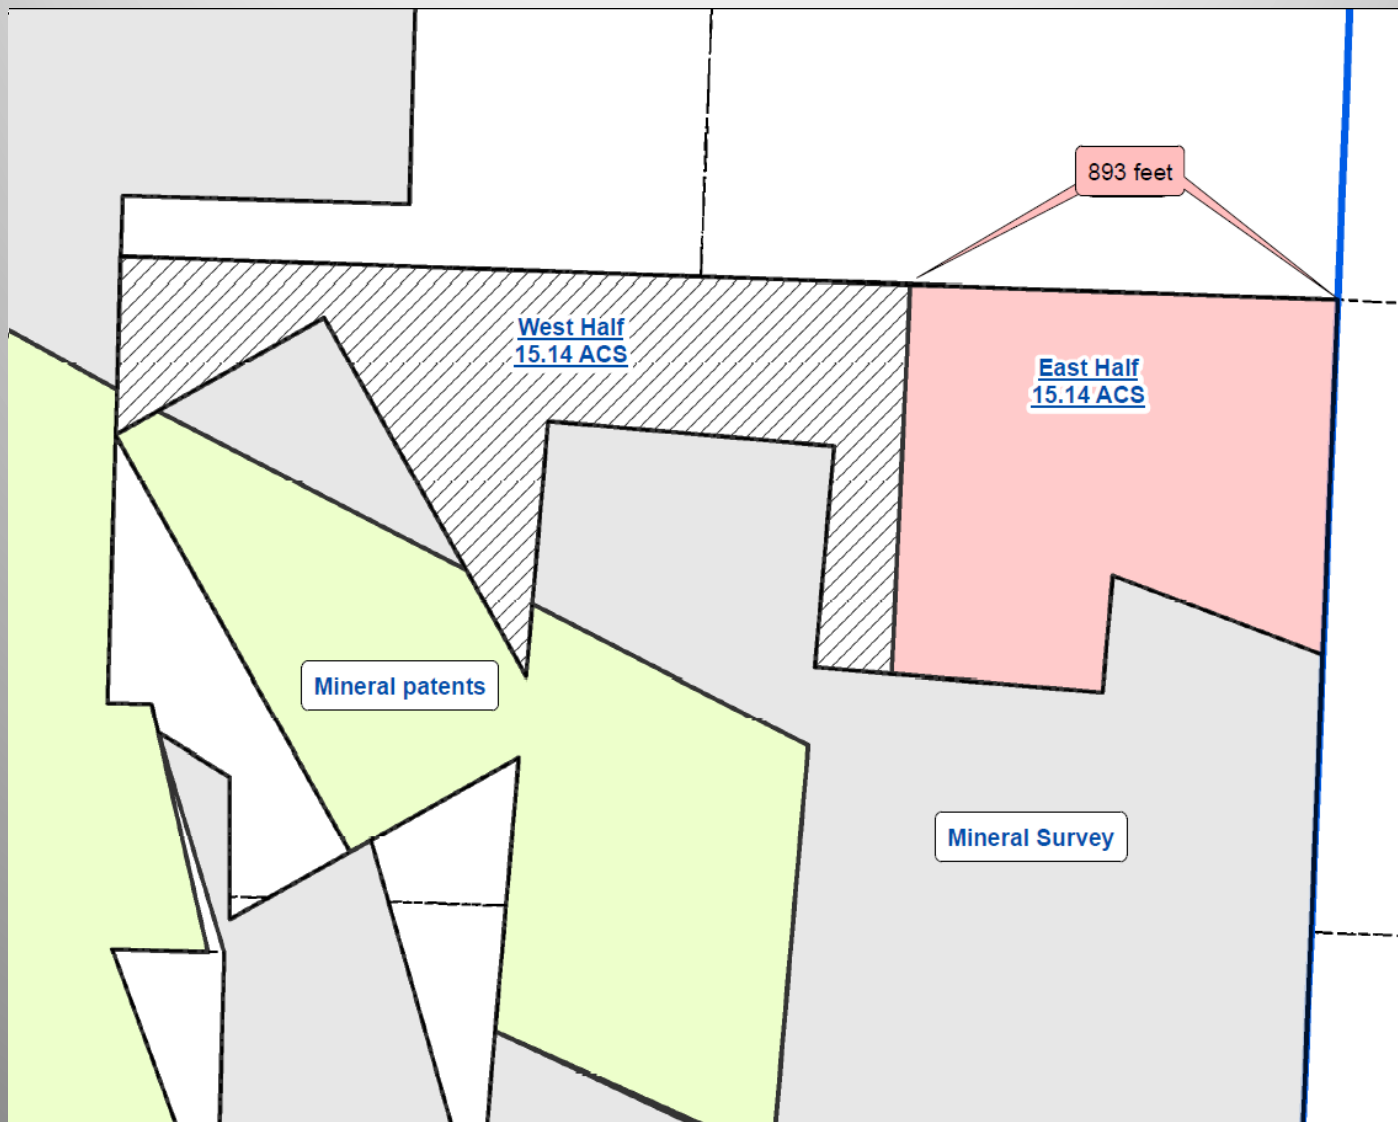 893 feet
West Half
15.14 ACS
East Half
15.14 ACS
Mineral patents
Mineral Survey